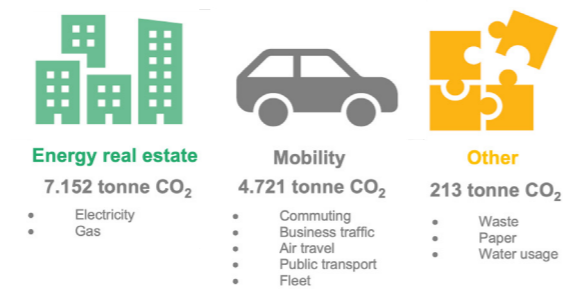 Energy real estate
7.152 tonne CO₂
• Electricity
• Gas
Mobility
4.721 tonne CO₂
• Commuting
• Business traffic
• Air travel
• Public transport
• Fleet
Other
213 tonne CO₂
• Waste
• Paper
• Water usage